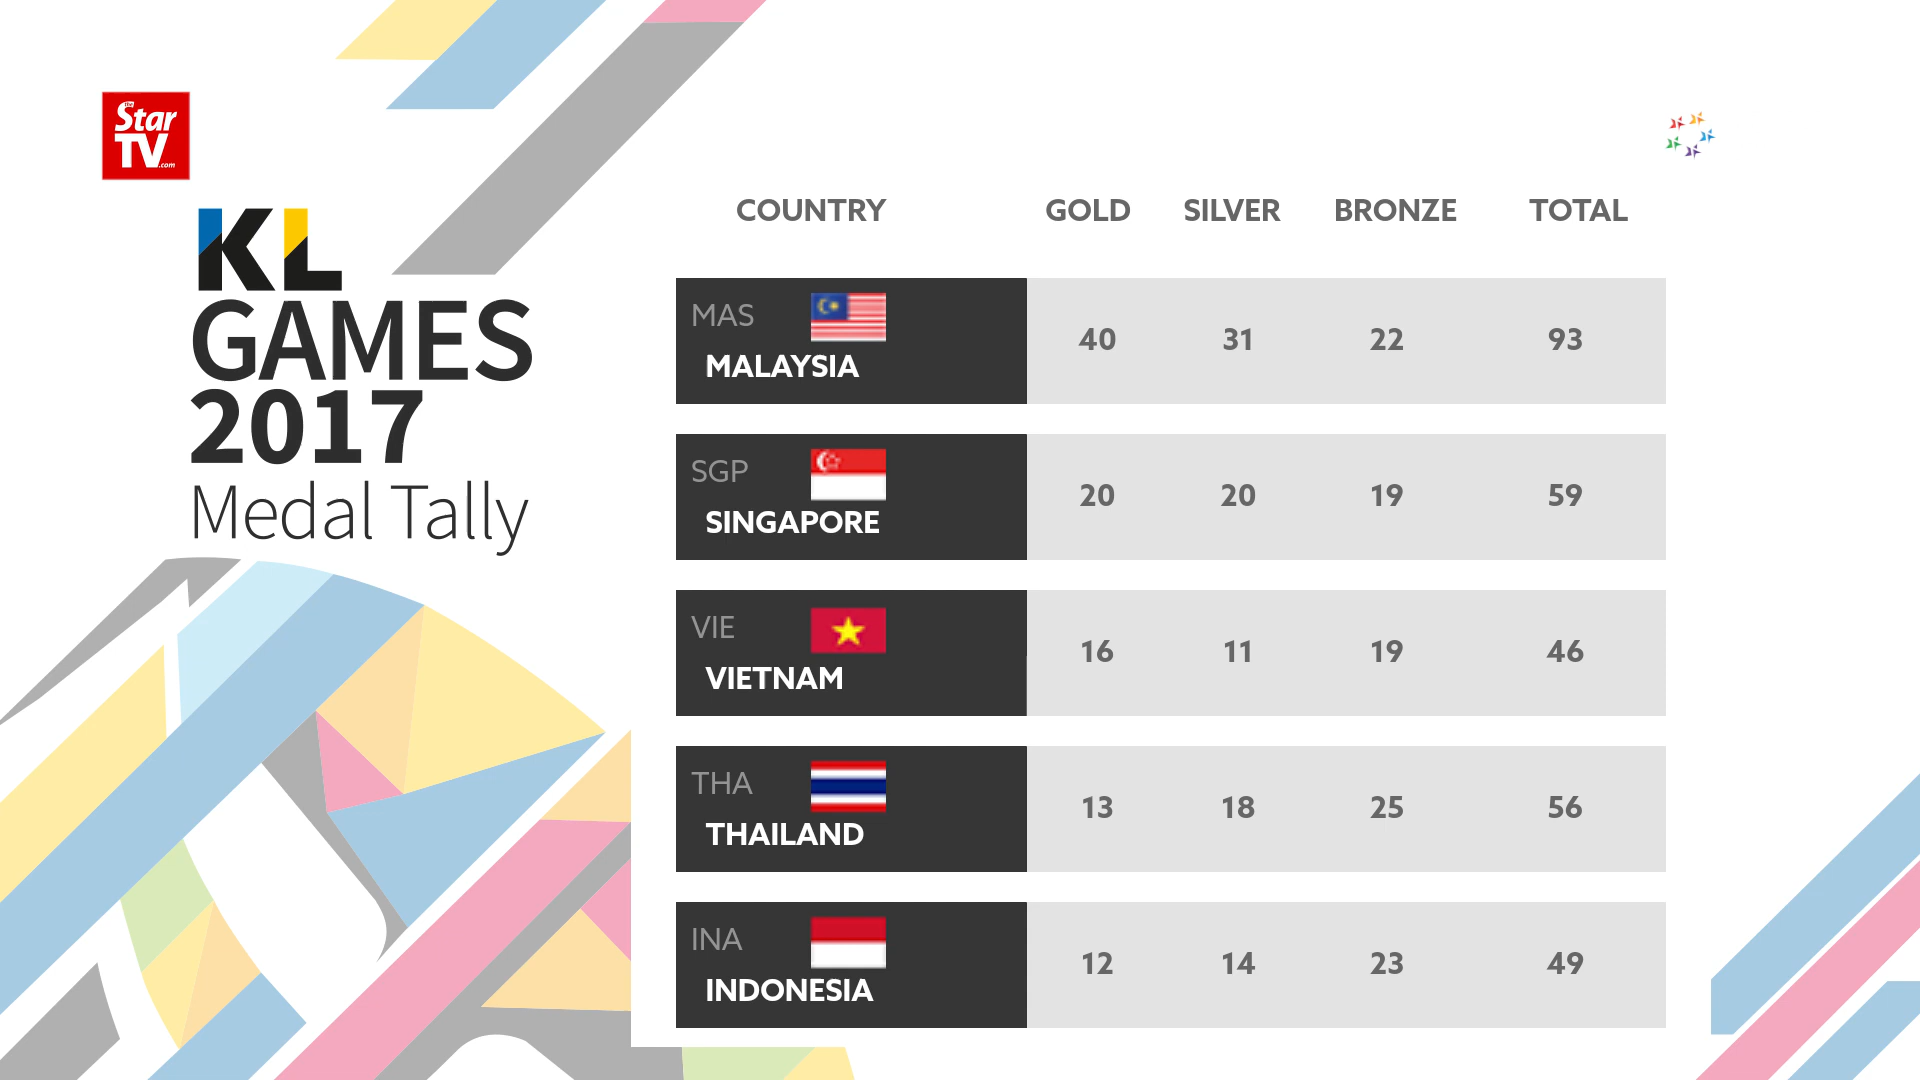 the
Star
TV.com
KL
GAMES
2017
Medal Tally
COUNTRY GOLD SILVER BRONZE TOTAL
MAS
MALAYSIA 40 31 22 93
SGP
SINGAPORE 20 20 19 59
VIE
VIETNAM 16 11 19 46
THA
THAILAND 13 18 25 56
INA
INDONESIA 12 14 23 49